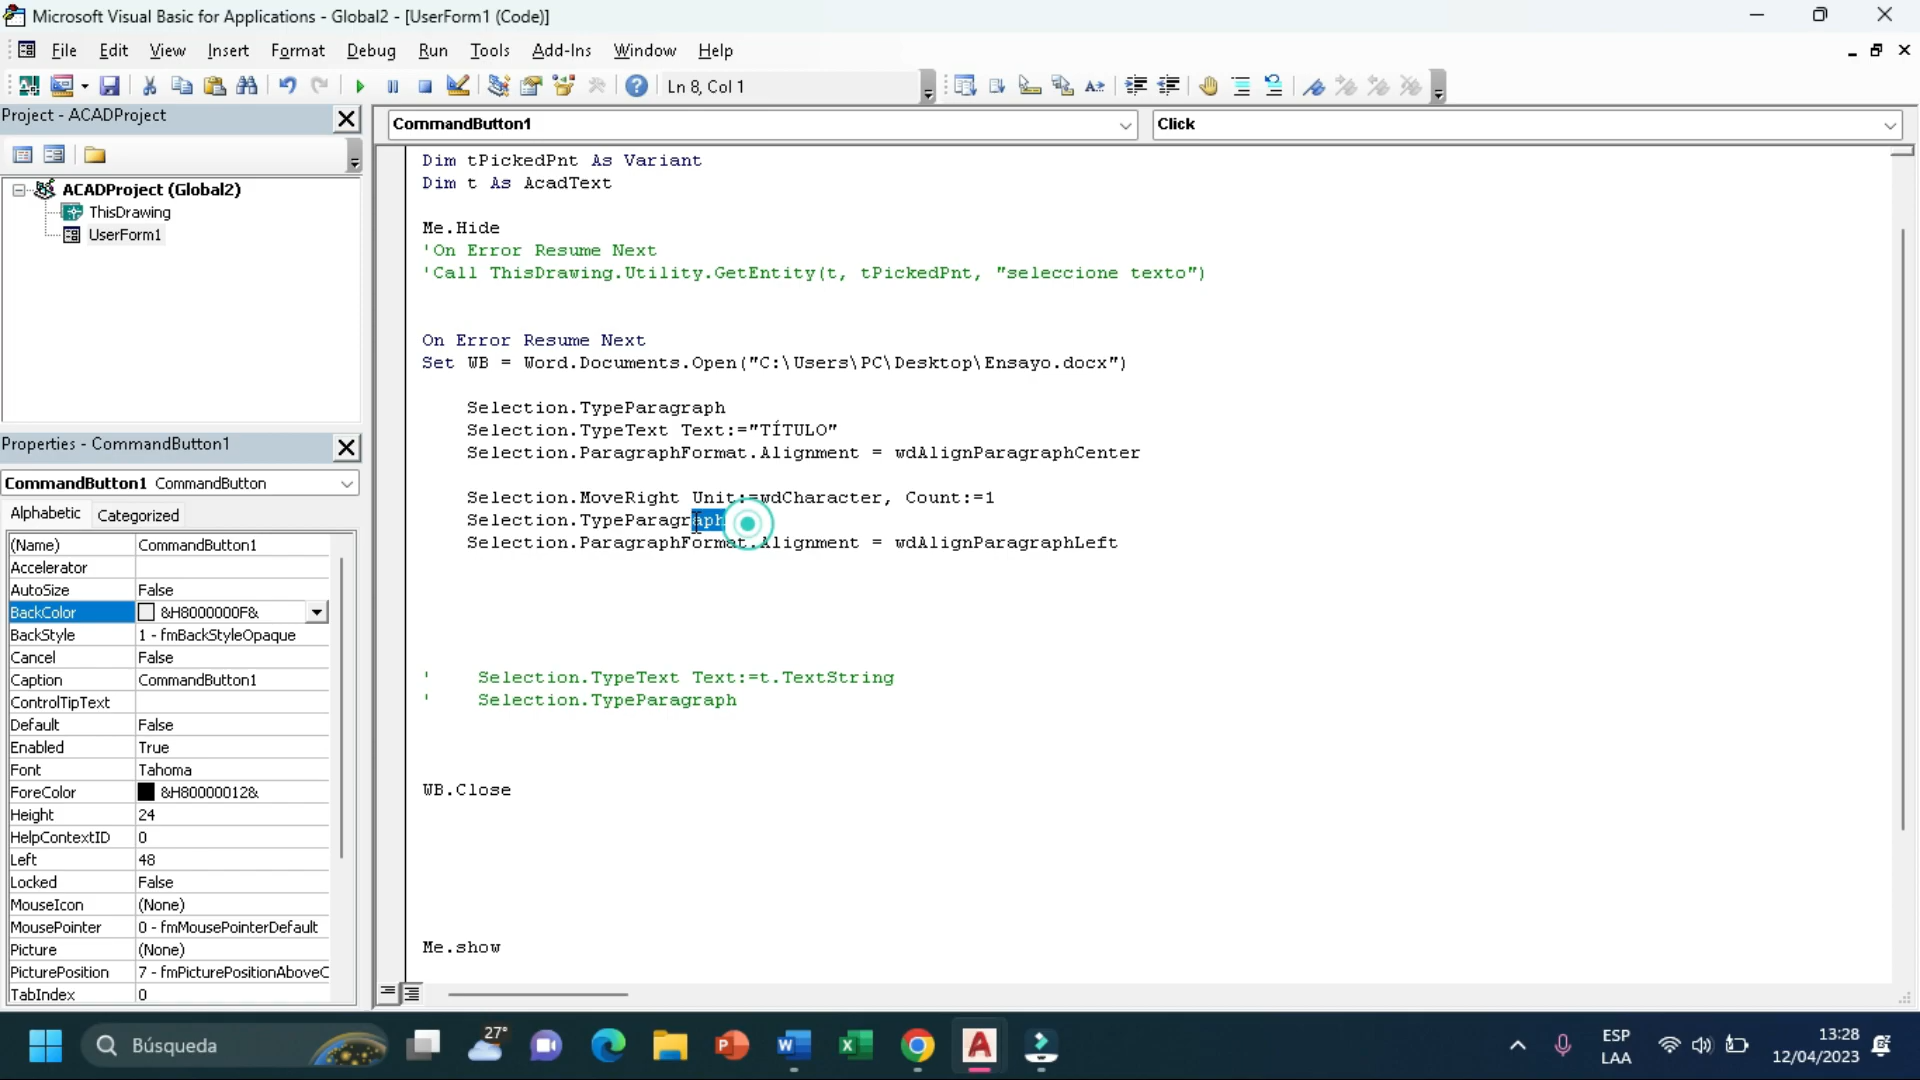 Microsoft Visual Basic for Applications - Global2 - [UserForm1 (Code)]
File Edit View Insert Format Debug Run Tools Add-Ins Window Help
Ln 8, Col 1
Project - ACADProject
ACADProject (Global2)
ThisDrawing
UserForm1
Properties - CommandButton1
CommandButton1 CommandButton
Alphabetic Categorized
(Name) CommandButton1
Accelerator
AutoSize False
BackColor &H8000000F&
BackStyle 1 - fmBackStyleOpaque
Cancel False
Caption CommandButton1
ControlTipText
Default False
Enabled True
Font Tahoma
ForeColor &H80000012&
Height 24
HelpContextID 0
Left 48
Locked False
MouseIcon (None)
MousePointer 0 - fmMousePointerDefault
Picture (None)
PicturePosition 7 - fmPicturePositionAboveC
TabIndex 0
CommandButton1 Click
Dim tPickedPnt As Variant
Dim t As AcadText
Me.Hide
'On Error Resume Next
'Call ThisDrawing.Utility.GetEntity(t, tPickedPnt, "seleccione texto")
On Error Resume Next
Set WB = Word.Documents.Open("C:\Users\PC\Desktop\Ensayo.docx")
Selection.TypeParagraph
Selection.TypeText Text:="TÍTULO"
Selection.ParagraphFormat.Alignment = wdAlignParagraphCenter
Selection.MoveRight Unit:=wdCharacter, Count:=1
Selection.TypeParagraph
Selection.ParagraphFormat.Alignment = wdAlignParagraphLeft
' Selection.TypeText Text:=t.TextString
' Selection.TypeParagraph
WB.Close
Me.show
Búsqueda
27°
ESP
LAA
13:28
12/04/2023